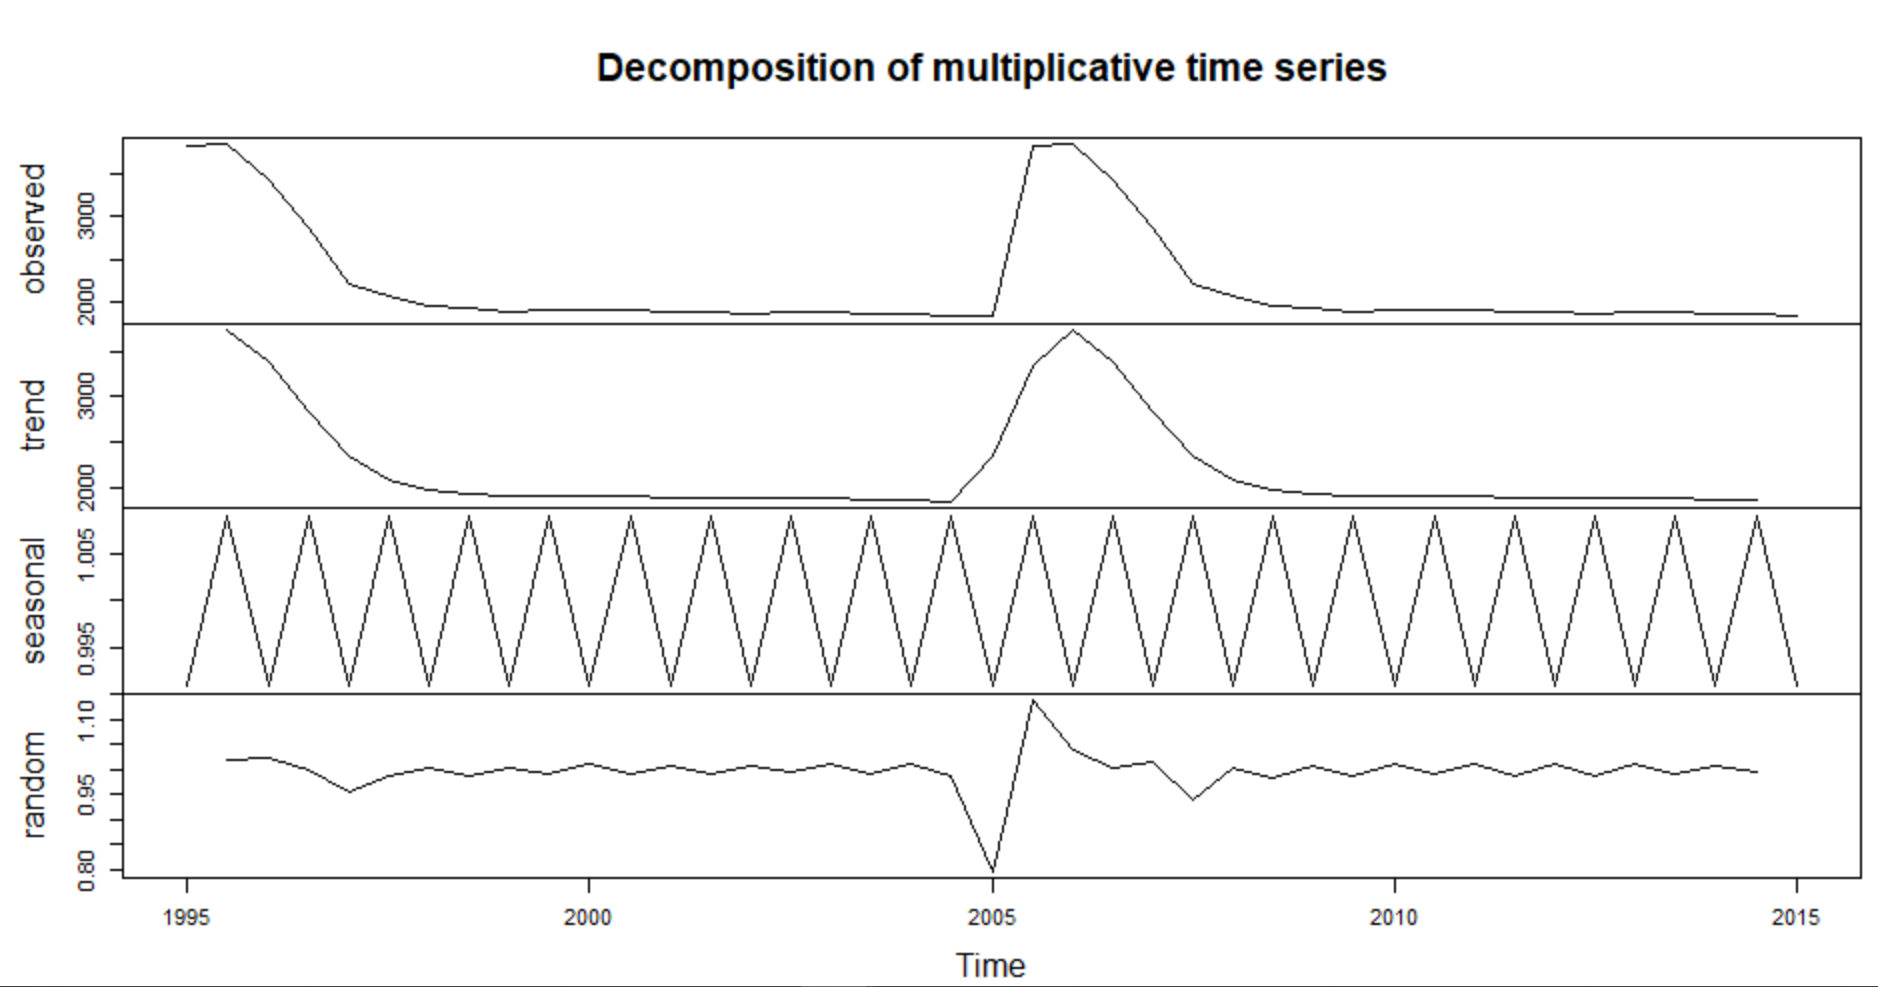 Decomposition of multiplicative time series
observed
3000
2000
trend
3000
2000
seasonal
1.005
0.995
random
1.10
0.95
0.80
1995 2000 2005 2010 2015
Time